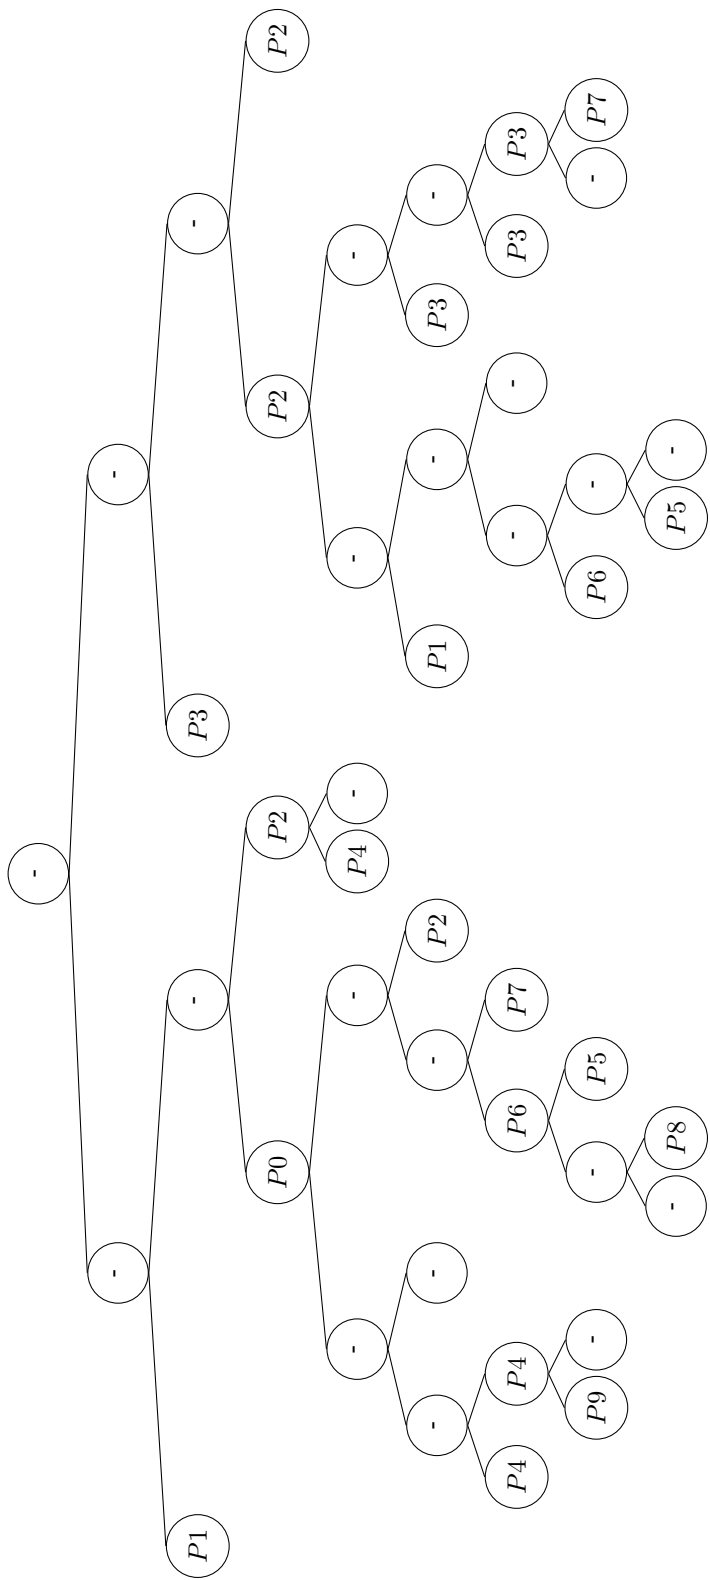 -
- -
P1 - P3 -
P0 P2 P2 P2
- - P4 - - -
- - - P2 P1 - P3 -
P4 P4 P6 P7 - - P3 P3
P9 - - P5 P6 - - P7
- P8 P5 -